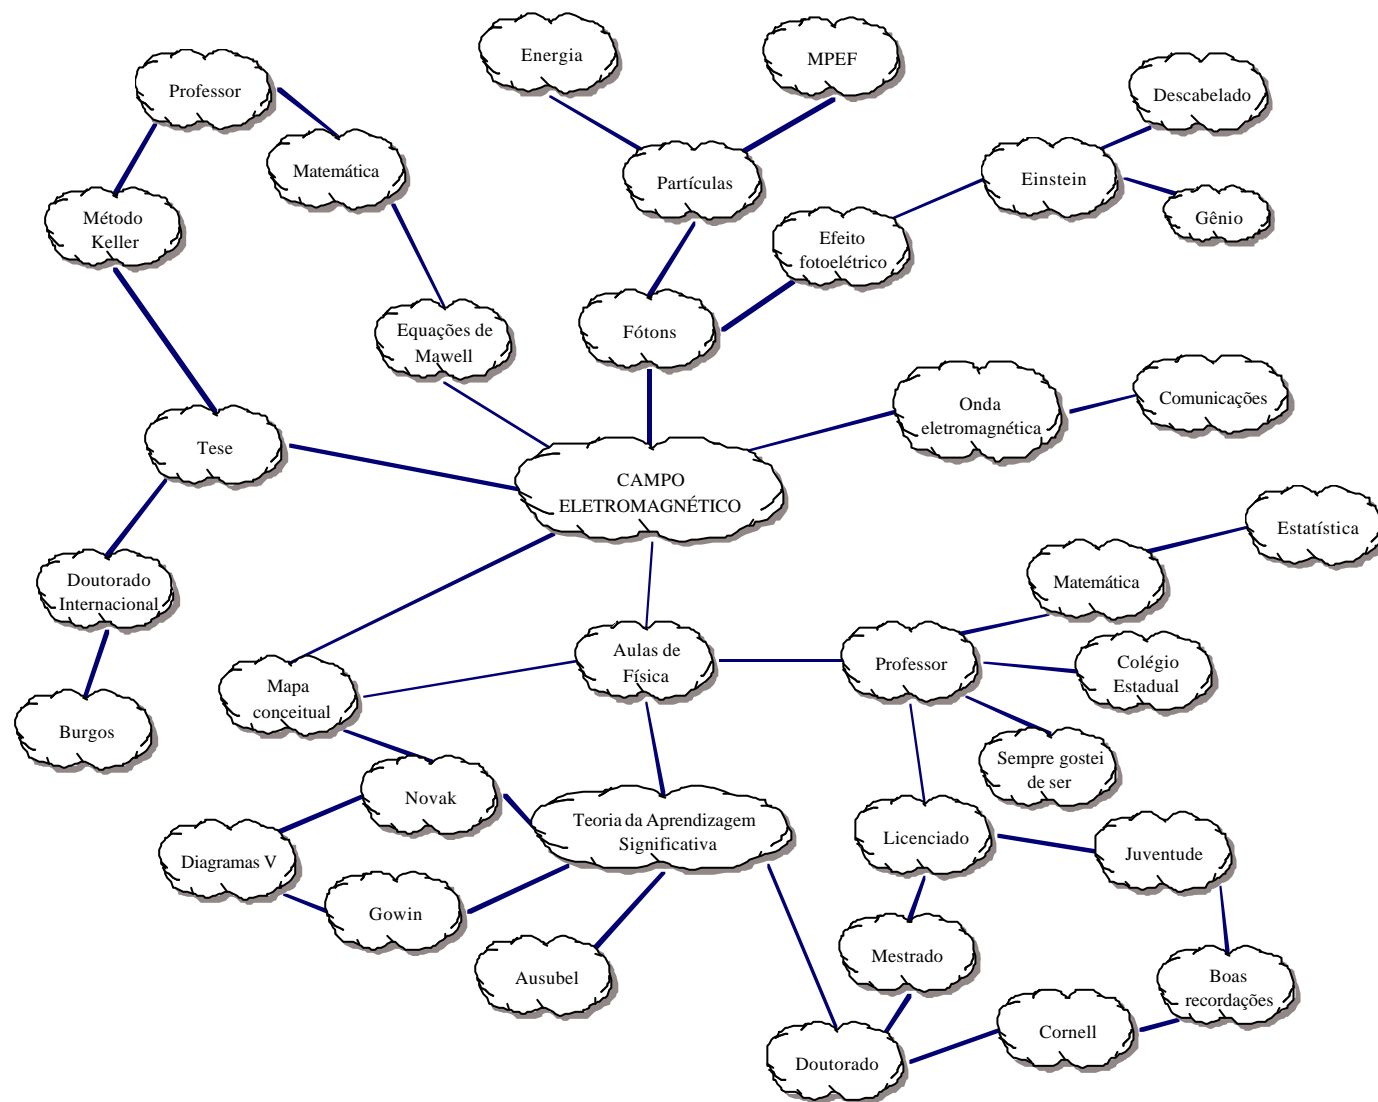 Energia
MPEF
Professor
Descabelado
Matemática
Partículas
Einstein
Método
Keller
Gênio
Efeito
fotoelétrico
Equações de
Mawell
Fótons
Onda
eletromagnética
Comunicações
Tese
CAMPO
ELETROMAGNÉTICO
Estatística
Doutorado
Internacional
Matemática
Aulas de
Física
Professor
Colégio
Estadual
Mapa
conceitual
Burgos
Sempre gostei
de ser
Novak
Teoria da Aprendizagem
Significativa
Licenciado
Juventude
Diagramas V
Gowin
Mestrado
Ausubel
Boas
recordações
Cornell
Doutorado